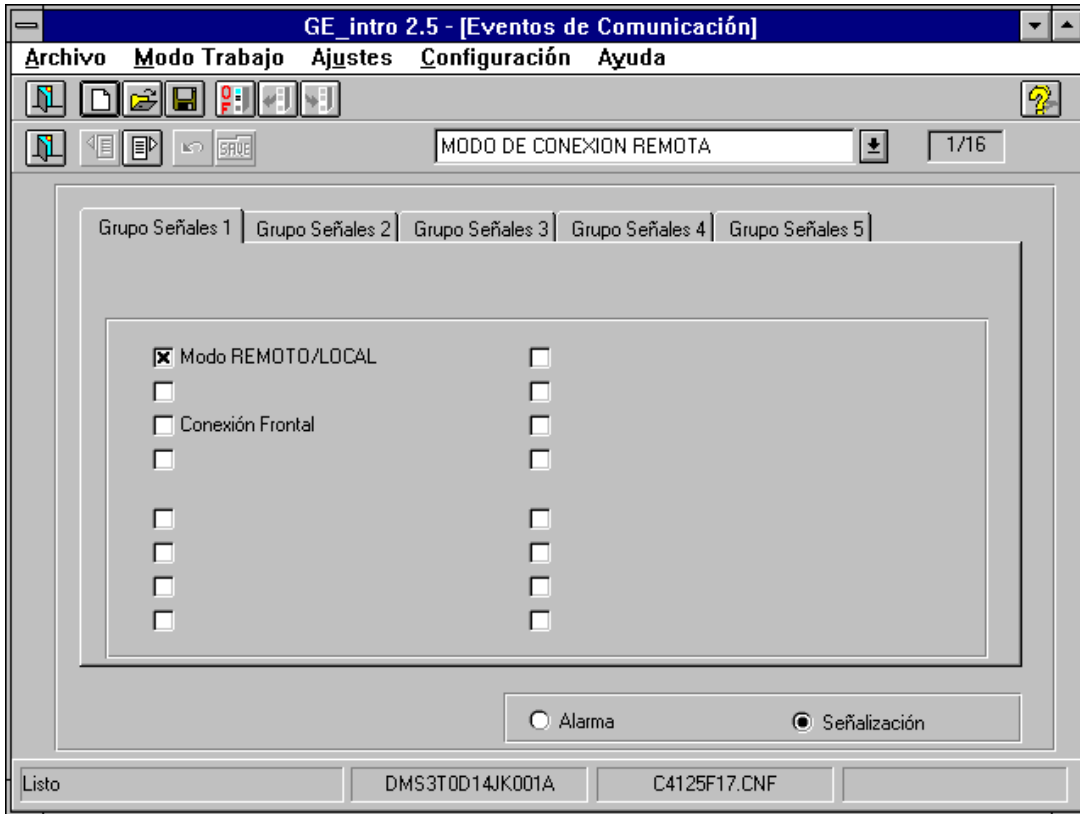 GE_intro 2.5 - [Eventos de Comunicación]
Archivo Modo Trabajo Ajustes Configuración Ayuda
SAVE MODO DE CONEXION REMOTA 1/16
Grupo Señales 1 Grupo Señales 2 Grupo Señales 3 Grupo Señales 4 Grupo Señales 5
Modo REMOTO/LOCAL
Conexión Frontal
Alarma Señalización
Listo DMS3T0D14JK001A C4125F17.CNF